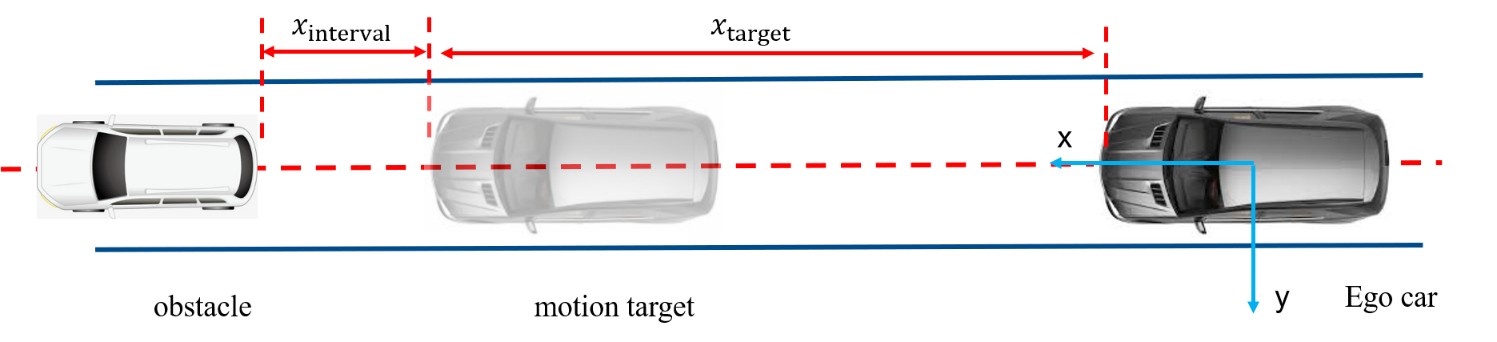 x_interval
x_target
x
y
Ego car
obstacle
motion target